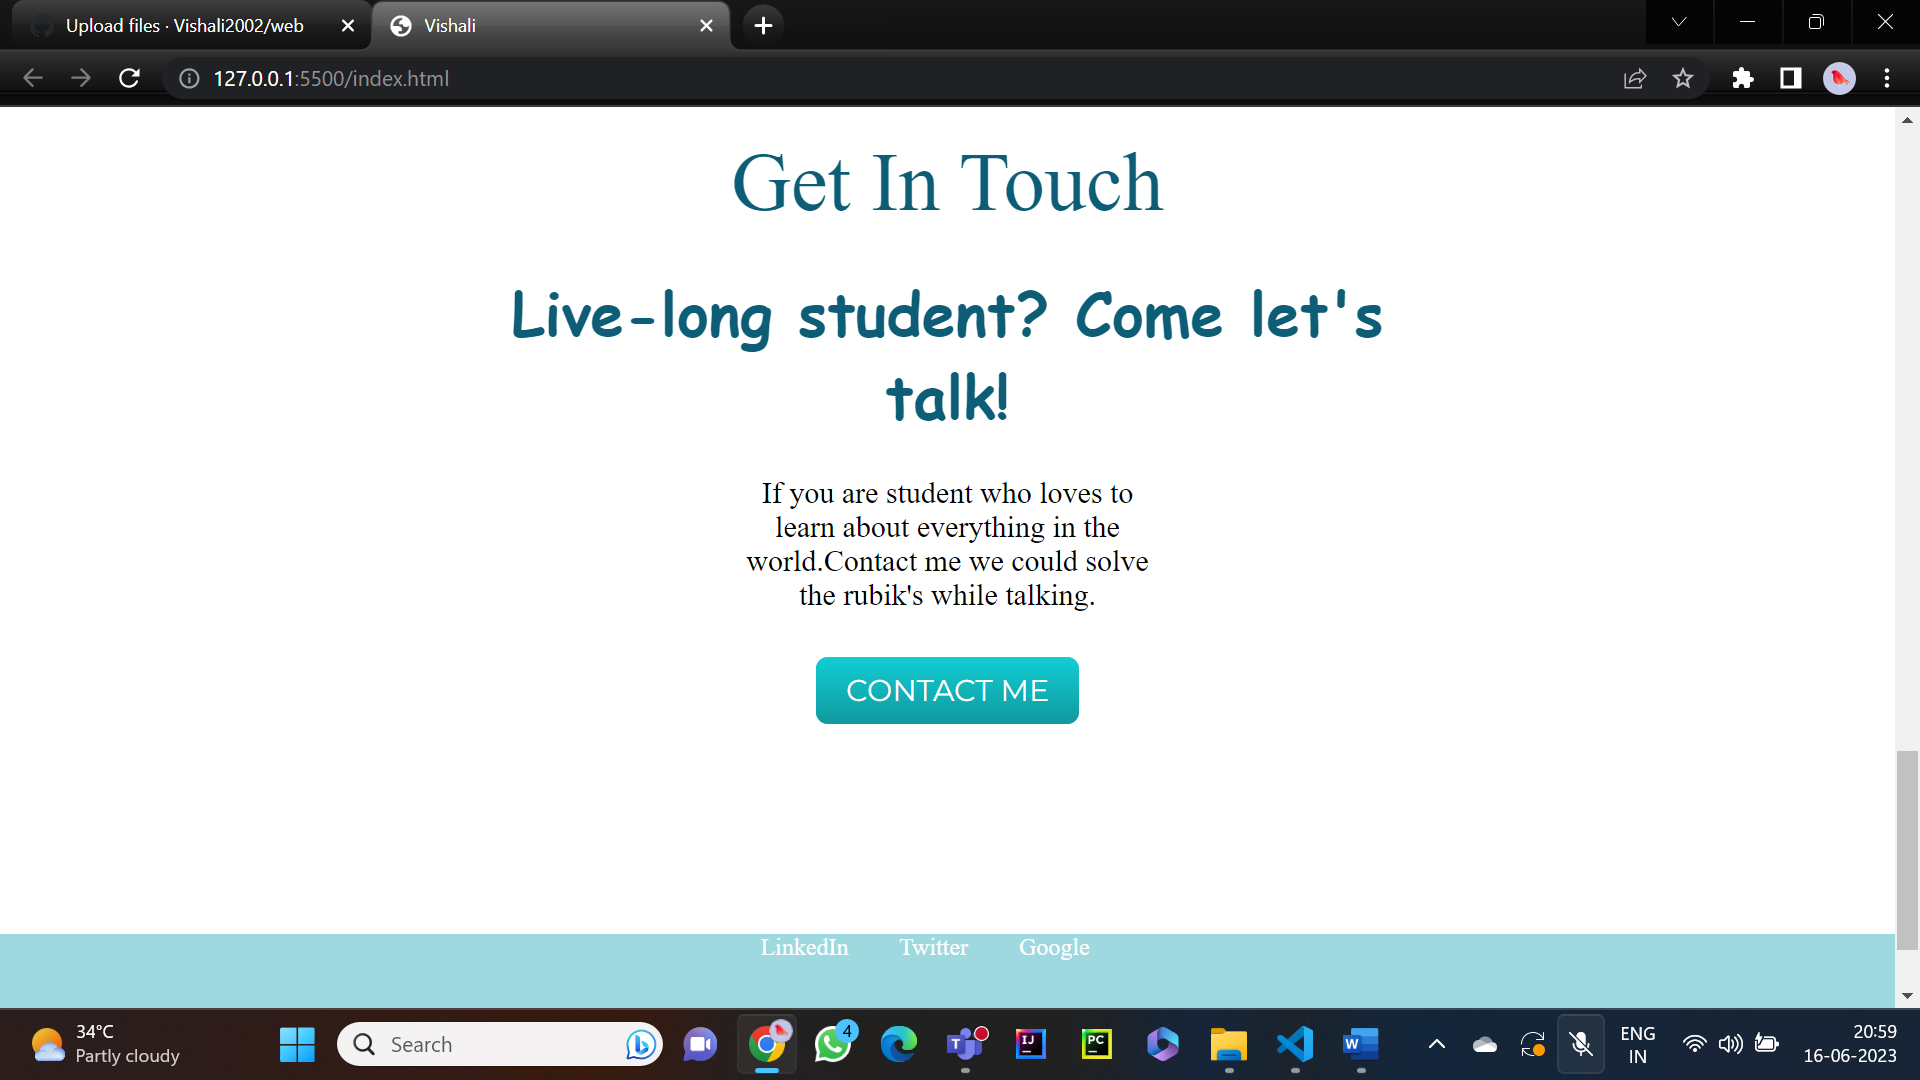 Upload files · Vishali2002/web
Vishali
127.0.0.1:5500/index.html
Get In Touch
Live-long student? Come let's
talk!
If you are student who loves to
learn about everything in the
world.Contact me we could solve
the rubik's while talking.
CONTACT ME
LinkedIn Twitter Google
34°C
Partly cloudy
Search
4
T
IJ
PC
W
ENG
IN
20:59
16-06-2023